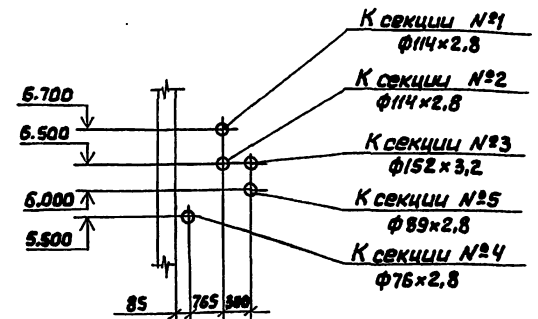 К секции №1
ф114×2,8
К секции №2
ф114×2,8
6.700
6.500
К секции №3
ф152×3,2
6.000
К секции №5
ф89×2,8
5.500
К секции №4
ф76×2,8
85 765